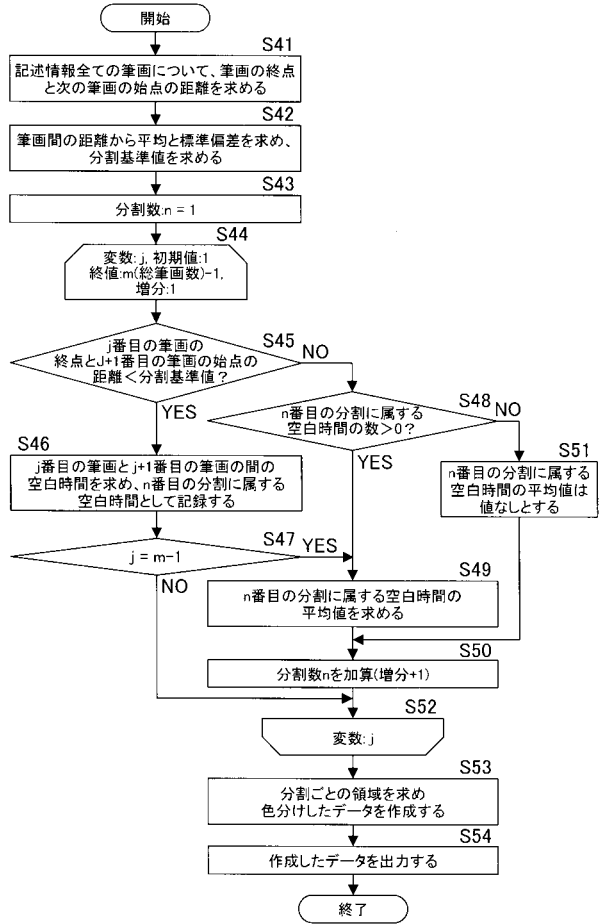 開始
S41
記述情報全ての筆画について、筆画の終点
と次の筆画の始点の距離を求める
S42
筆画間の距離から平均と標準偏差を求め、
分割基準値を求める
S43
分割数:n = 1
S44
変数: j, 初期値:1
終値:m(総筆画数)-1,
増分:1
S45
j番目の筆画の
終点とJ+1番目の筆画の始点の
距離<分割基準値?
NO
YES
S48
n番目の分割に属する
空白時間の数>0?
NO
YES
S46
j番目の筆画とj+1番目の筆画の間の
空白時間を求め、n番目の分割に属する
空白時間として記録する
S51
n番目の分割に属する
空白時間の平均値は
値なしとする
S47
j = m-1
YES
NO
S49
n番目の分割に属する空白時間の
平均値を求める
S50
分割数nを加算(増分+1)
S52
変数: j
S53
分割ごとの領域を求め
色分けしたデータを作成する
S54
作成したデータを出力する
終了